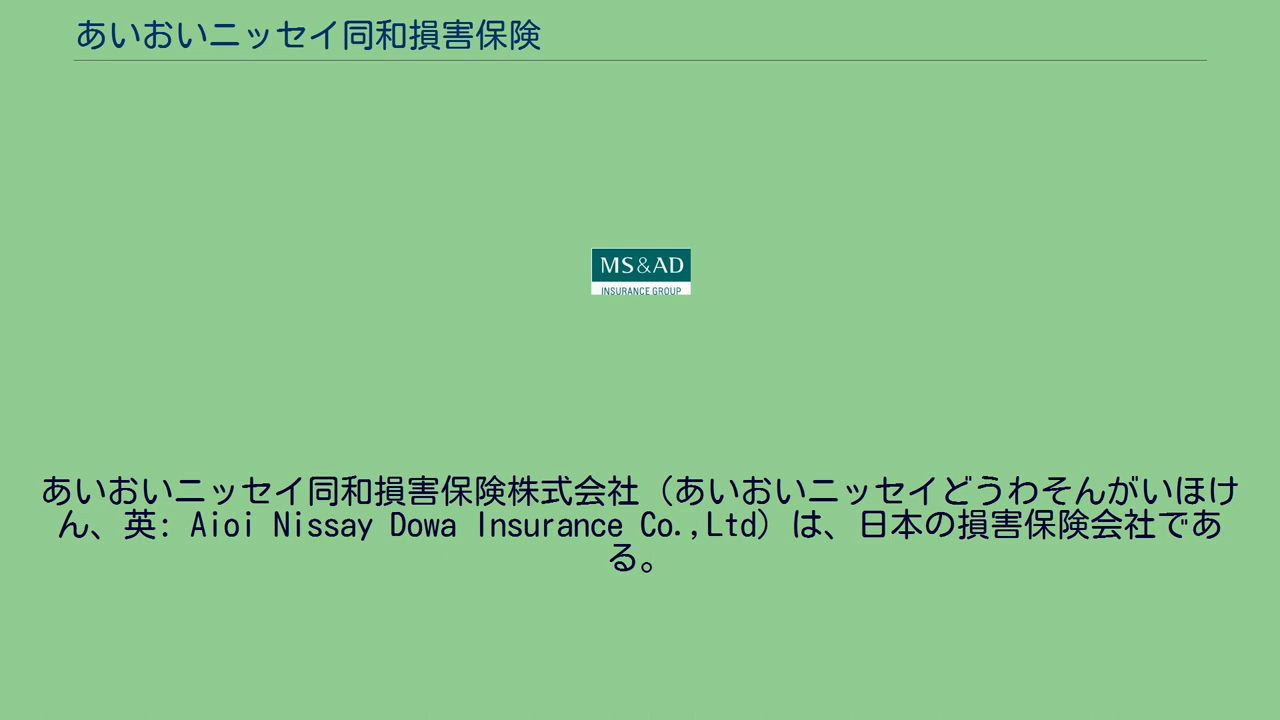 あいおいニッセイ同和損害保険
MS&AD
INSURANCE GROUP
あいおいニッセイ同和損害保険株式会社（あいおいニッセイどうわそんがいほけ
ん、英: Aioi Nissay Dowa Insurance Co.,Ltd）は、日本の損害保険会社であ
る。